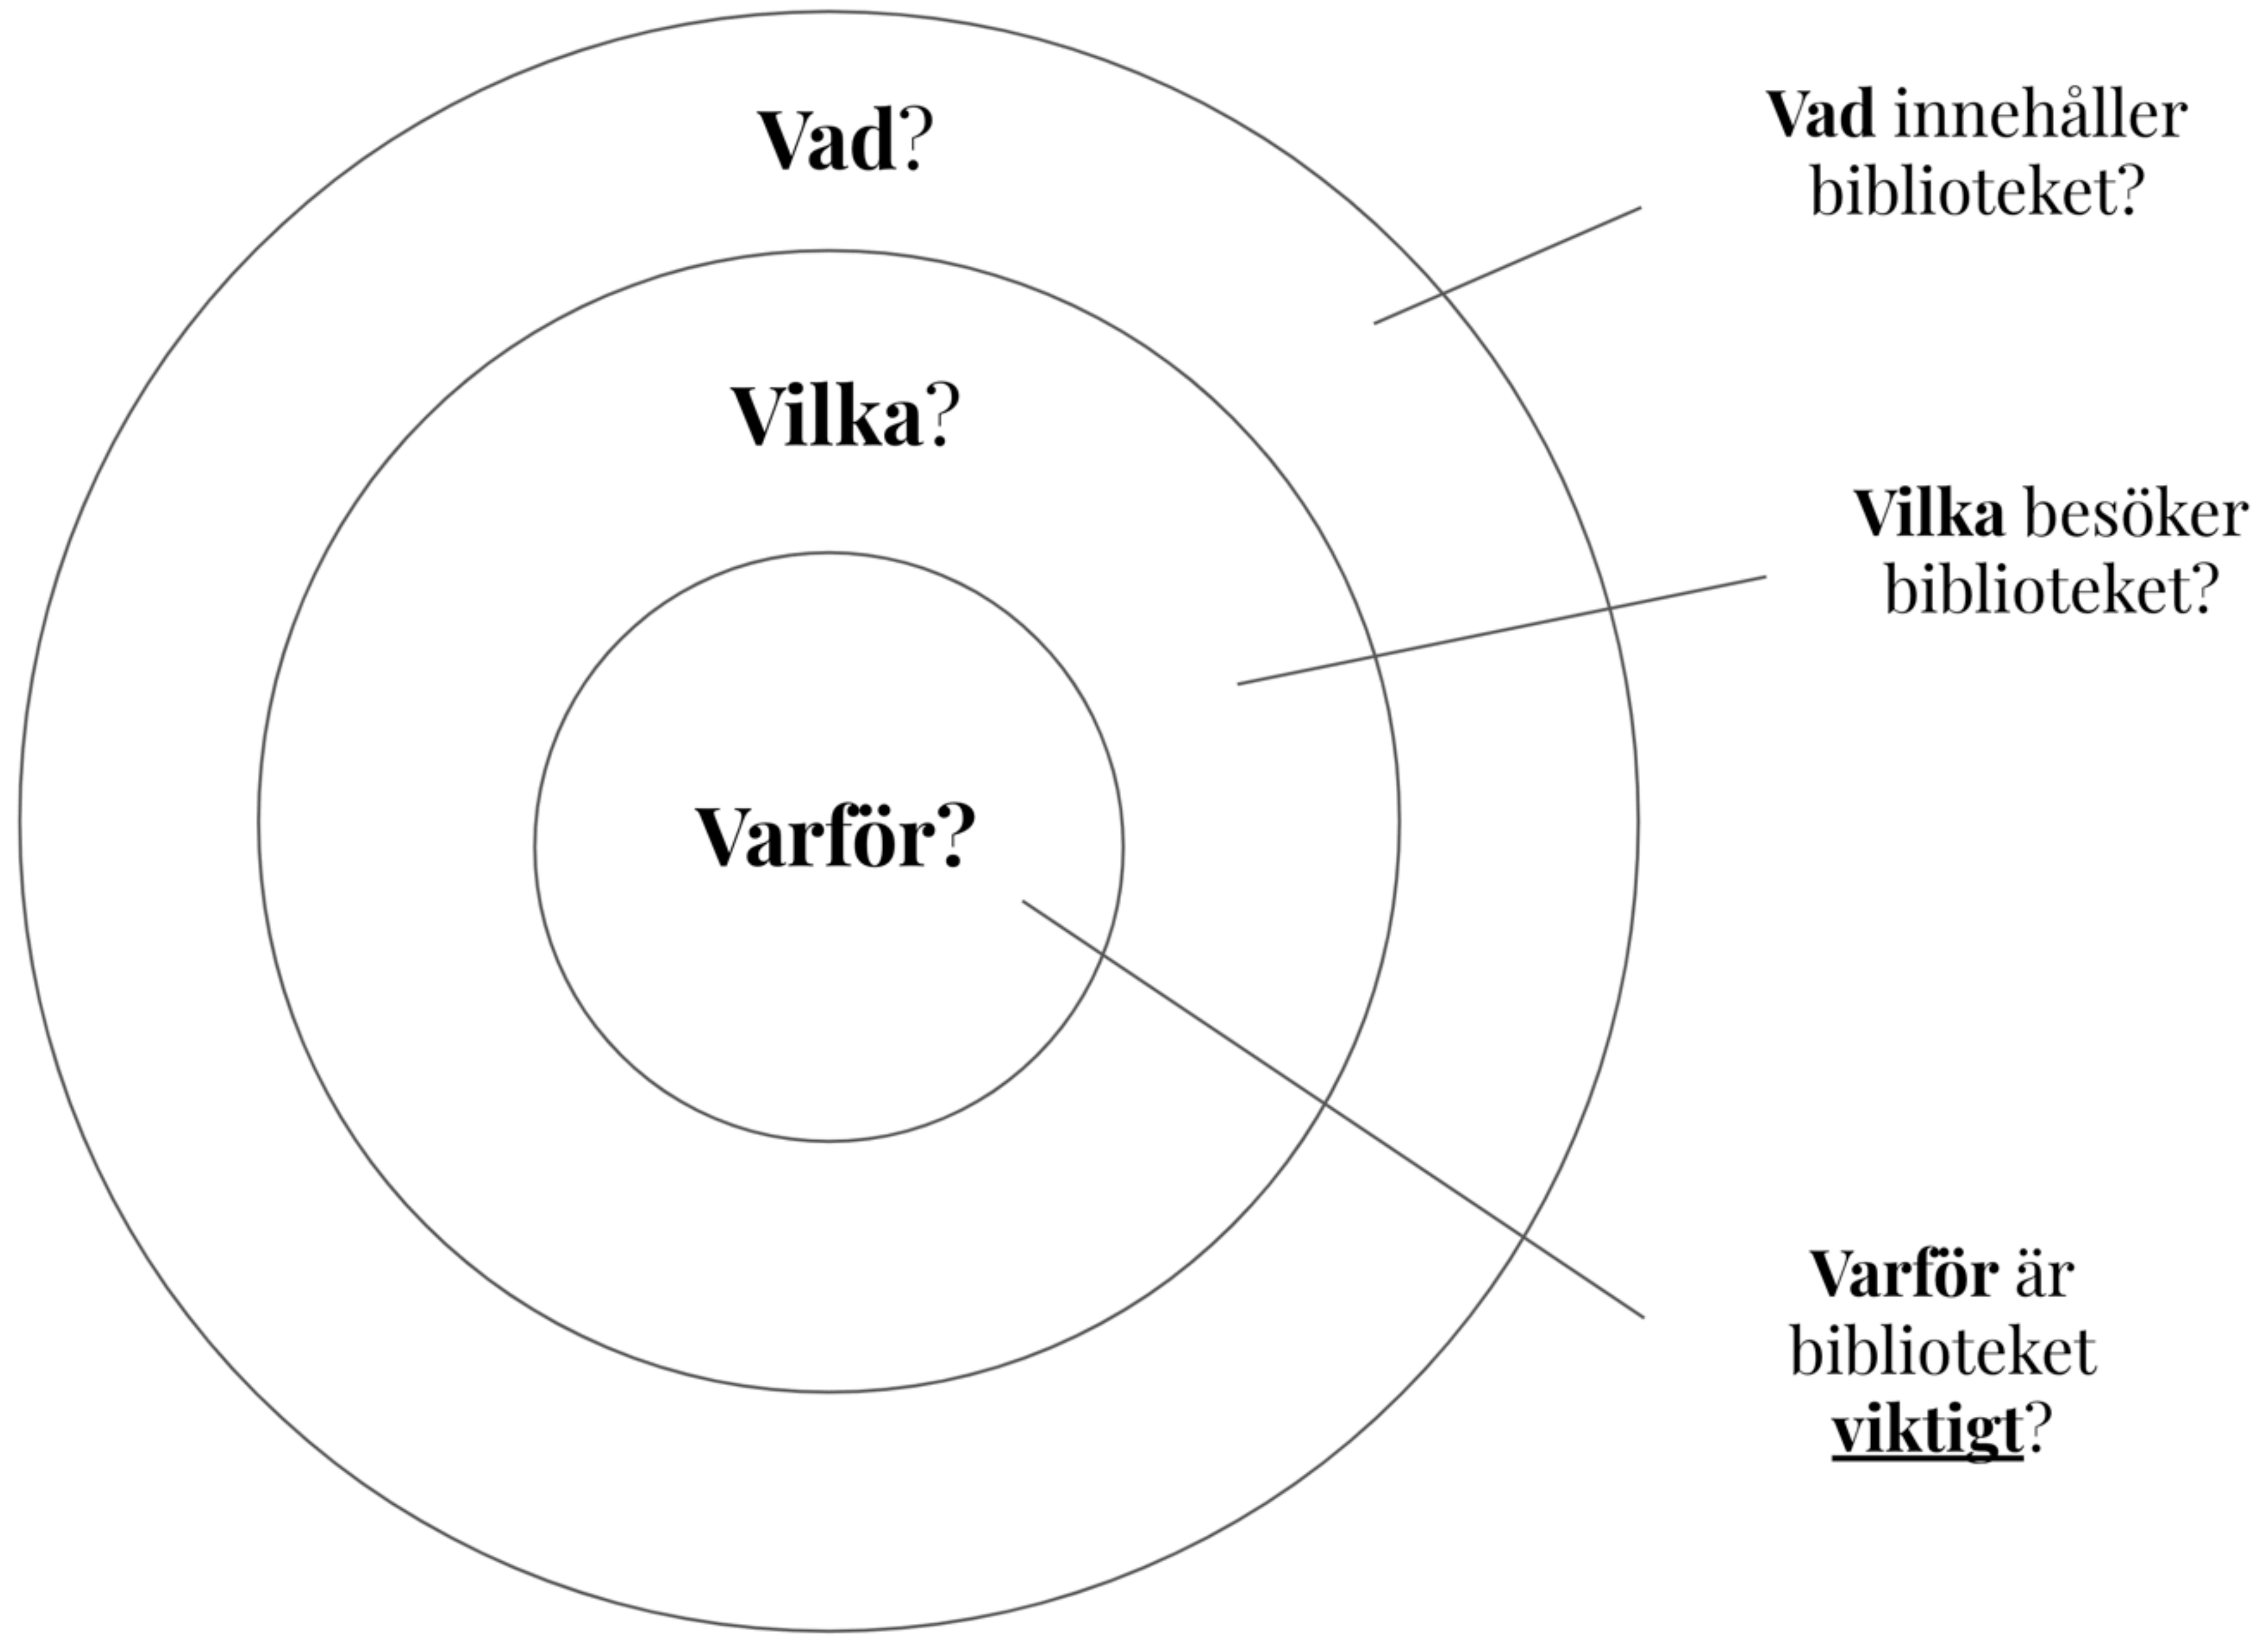 Vad?
Vilka?
Varför?
Vad innehåller
biblioteket?
Vilka besöker
biblioteket?
Varför är
biblioteket
viktigt?